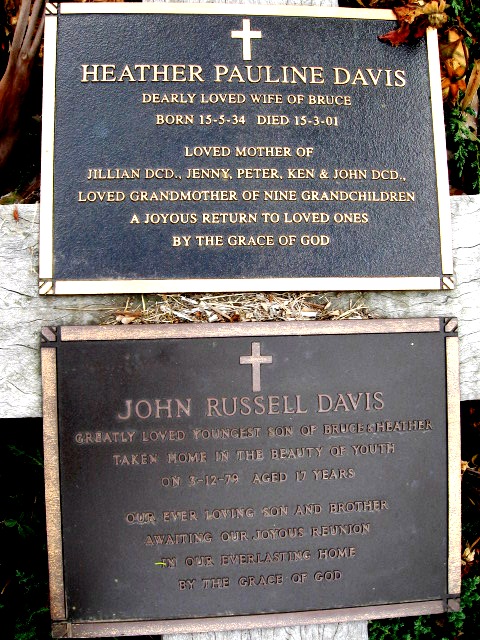 HEATHER PAULINE DAVIS
DEARLY LOVED WIFE OF BRUCE
BORN 15-5-34 DIED 15-3-01
LOVED MOTHER OF
JILLIAN DCD., JENNY, PETER, KEN & JOHN DCD.,
LOVED GRANDMOTHER OF NINE GRANDCHILDREN
A JOYOUS RETURN TO LOVED ONES
BY THE GRACE OF GOD
JOHN RUSSELL DAVIS
GREATLY LOVED YOUNGEST SON OF BRUCE & HEATHER
TAKEN HOME IN THE BEAUTY OF YOUTH
ON 3-12-79 AGED 17 YEARS
OUR EVER LOVING SON AND BROTHER
AWAITING OUR JOYOUS REUNION
IN OUR EVERLASTING HOME
BY THE GRACE OF GOD